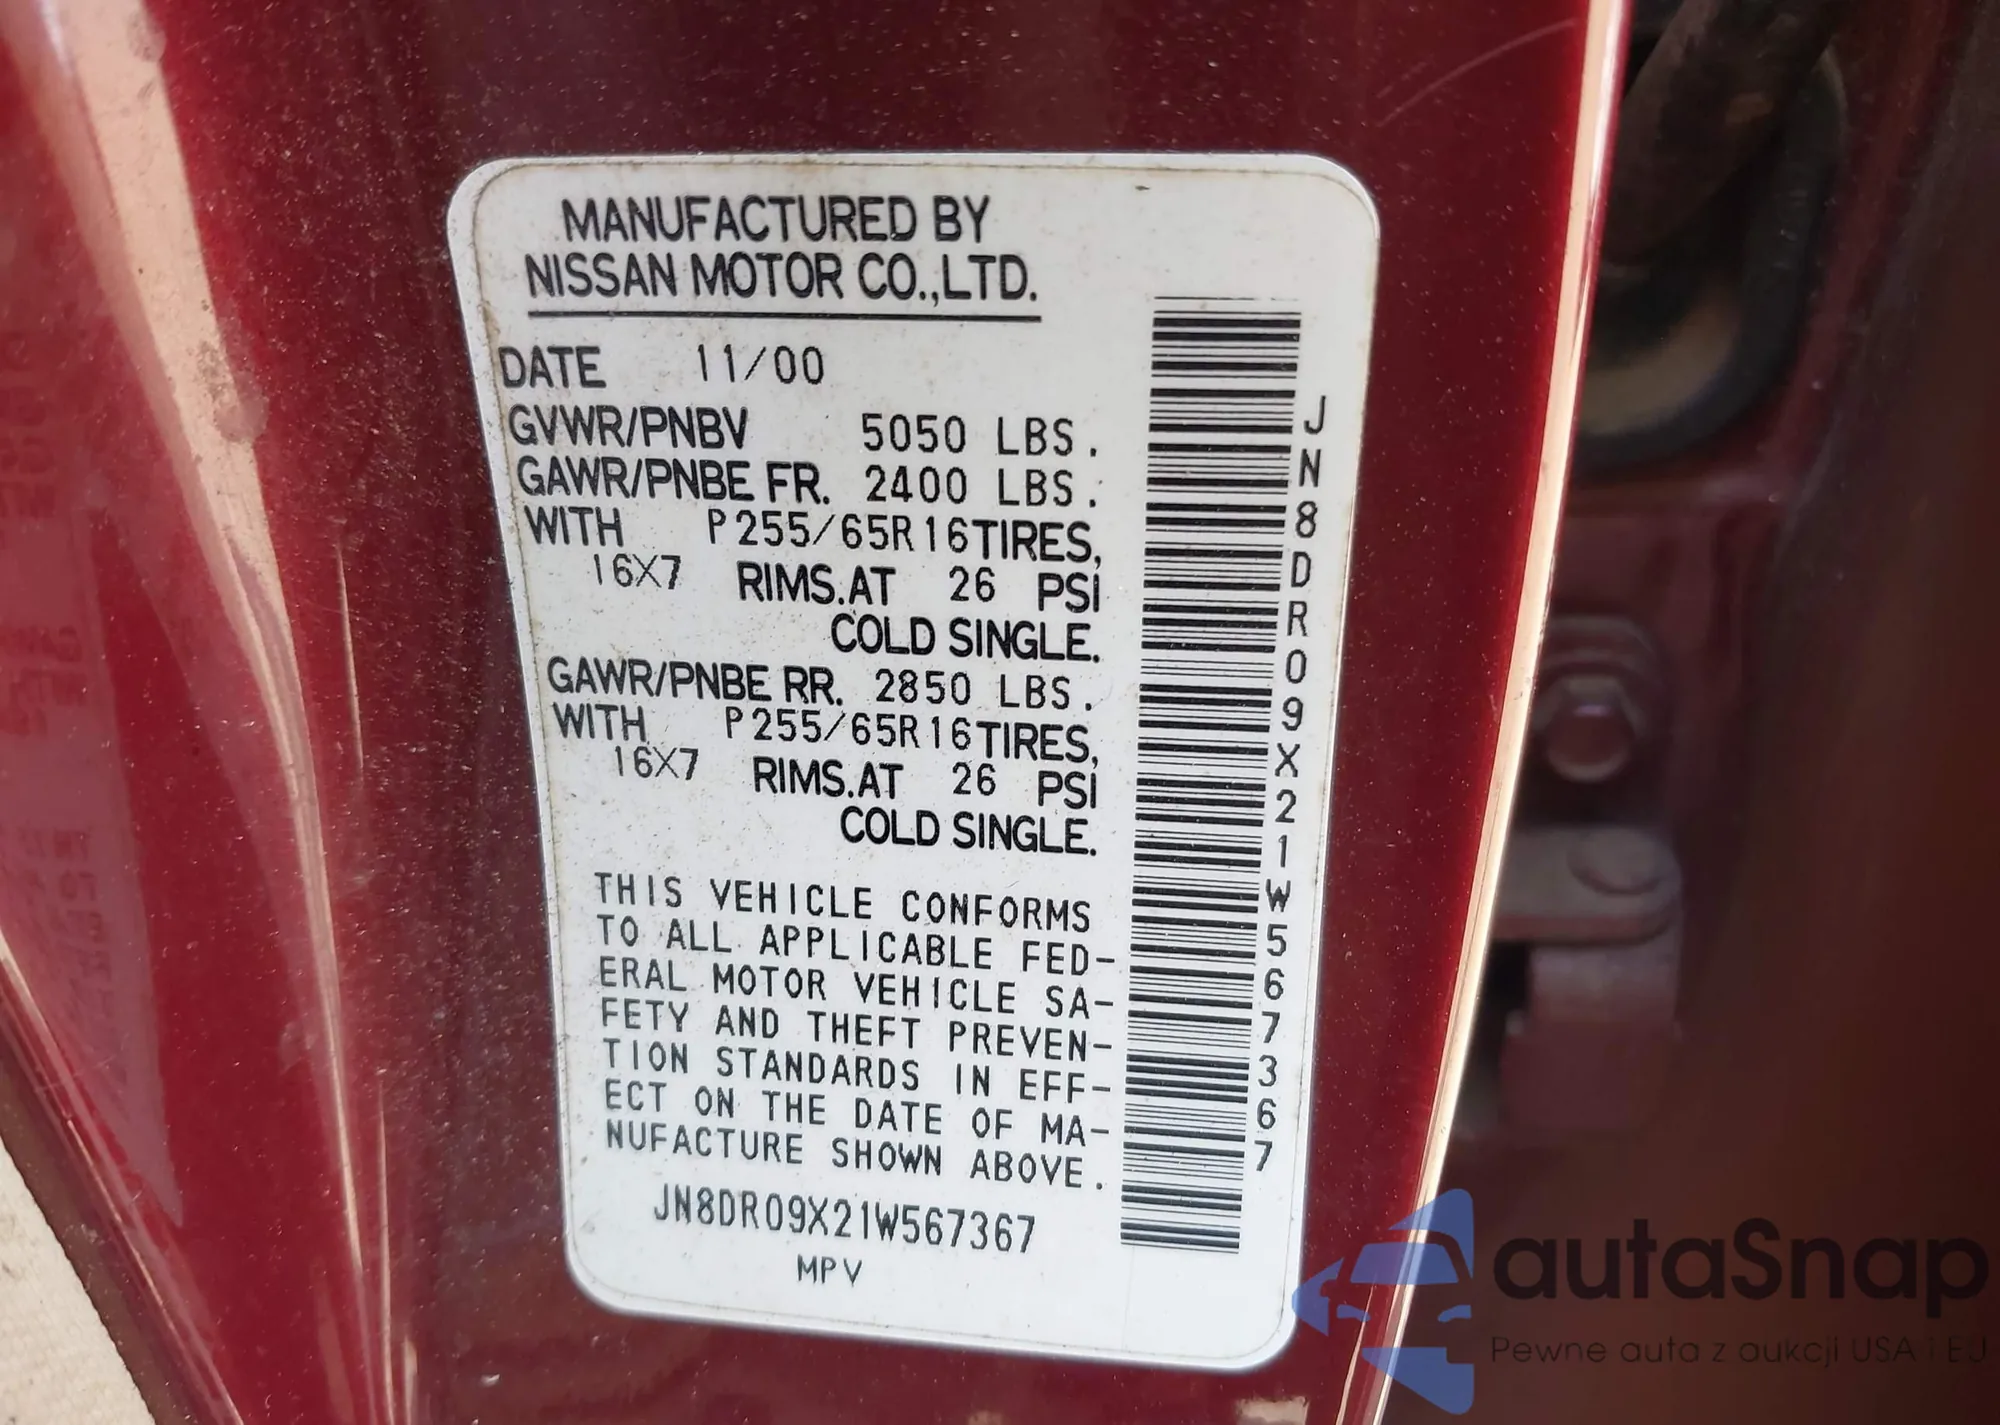 MANUFACTURED BY
NISSAN MOTOR CO.,LTD.
DATE 11/00
GVWR/PNBV 5050 LBS.
GAWR/PNBE FR. 2400 LBS.
WITH P255/65R16TIRES,
16X7 RIMS.AT 26 PSI
COLD SINGLE.
GAWR/PNBE RR. 2850 LBS.
WITH P255/65R16TIRES,
16X7 RIMS.AT 26 PSI
COLD SINGLE.
THIS VEHICLE CONFORMS
TO ALL APPLICABLE FED-
ERAL MOTOR VEHICLE SA-
FETY AND THEFT PREVEN-
TION STANDARDS IN EFF-
ECT ON THE DATE OF MA-
NUFACTURE SHOWN ABOVE.
JN8DR09X21W567367
MPV
JN8DR09X21W567367
autaSnap
Pewne auta z aukcji USA i EU